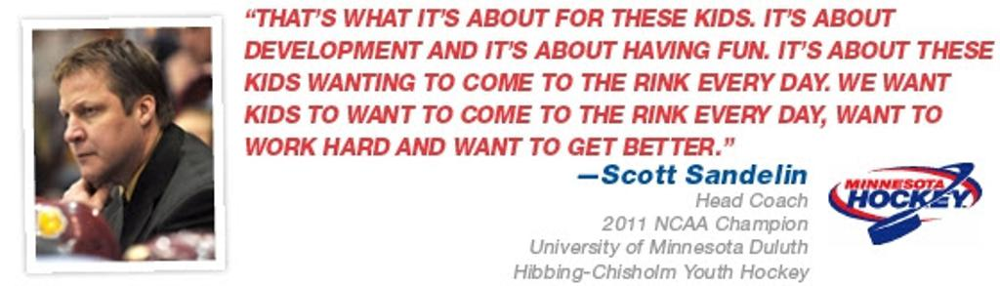 “THAT’S WHAT IT’S ABOUT FOR THESE KIDS. IT’S ABOUT
DEVELOPMENT AND IT’S ABOUT HAVING FUN. IT’S ABOUT THESE
KIDS WANTING TO COME TO THE RINK EVERY DAY. WE WANT
KIDS TO WANT TO COME TO THE RINK EVERY DAY, WANT TO
WORK HARD AND WANT TO GET BETTER.”
—Scott Sandelin
Head Coach
2011 NCAA Champion
University of Minnesota Duluth
Hibbing-Chisholm Youth Hockey
MINNESOTA
HOCKEY